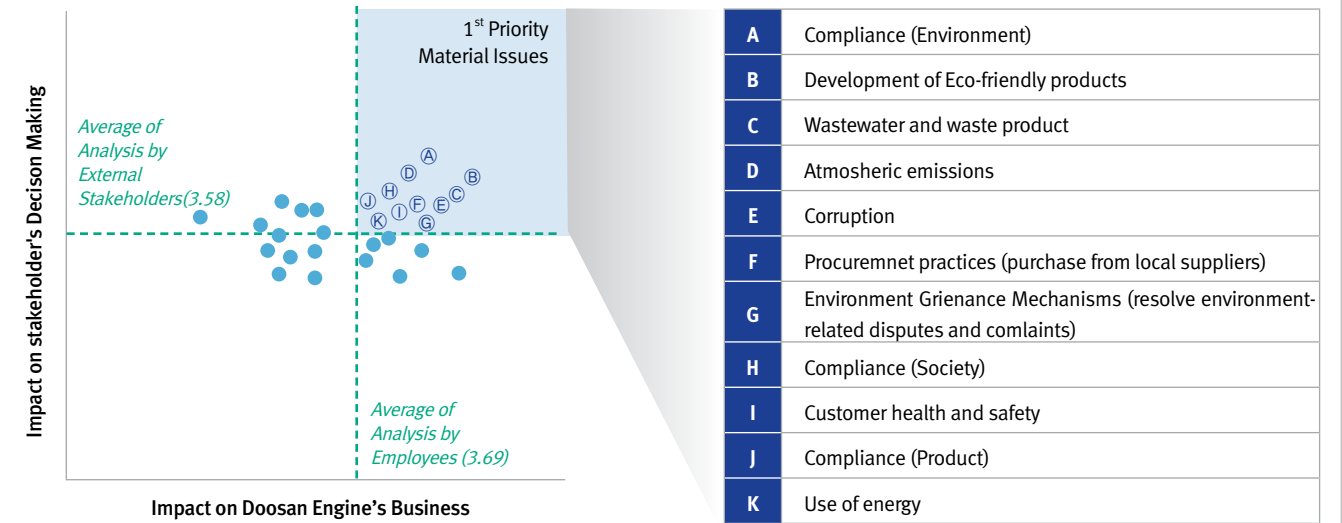 1st Priority
Material Issues
Impact on stakeholder's Decison Making
Average of
Analysis by
External
Stakeholders(3.58)
A
D
B
H
C
J
F
E
I
K
G
Average of
Analysis by
Employees (3.69)
Impact on Doosan Engine’s Business
A Compliance (Environment)
B Development of Eco-friendly products
C Wastewater and waste product
D Atmosheric emissions
E Corruption
F Procuremnet practices (purchase from local suppliers)
G Environment Grienance Mechanisms (resolve environment-
related disputes and comlaints)
H Compliance (Society)
I Customer health and safety
J Compliance (Product)
K Use of energy